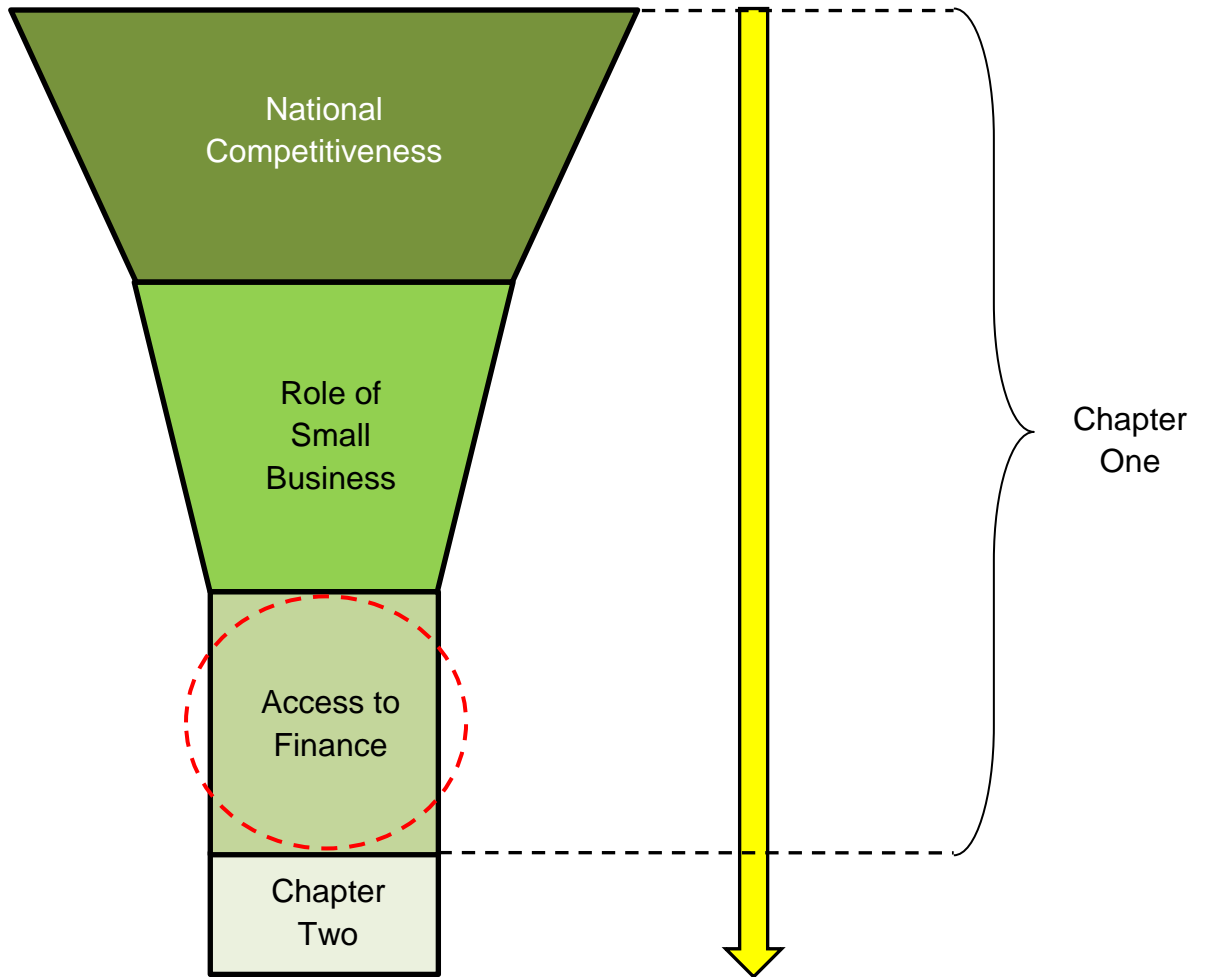 National
Competitiveness
Role of
Small
Business
Access to
Finance
Chapter
Two
Chapter
One